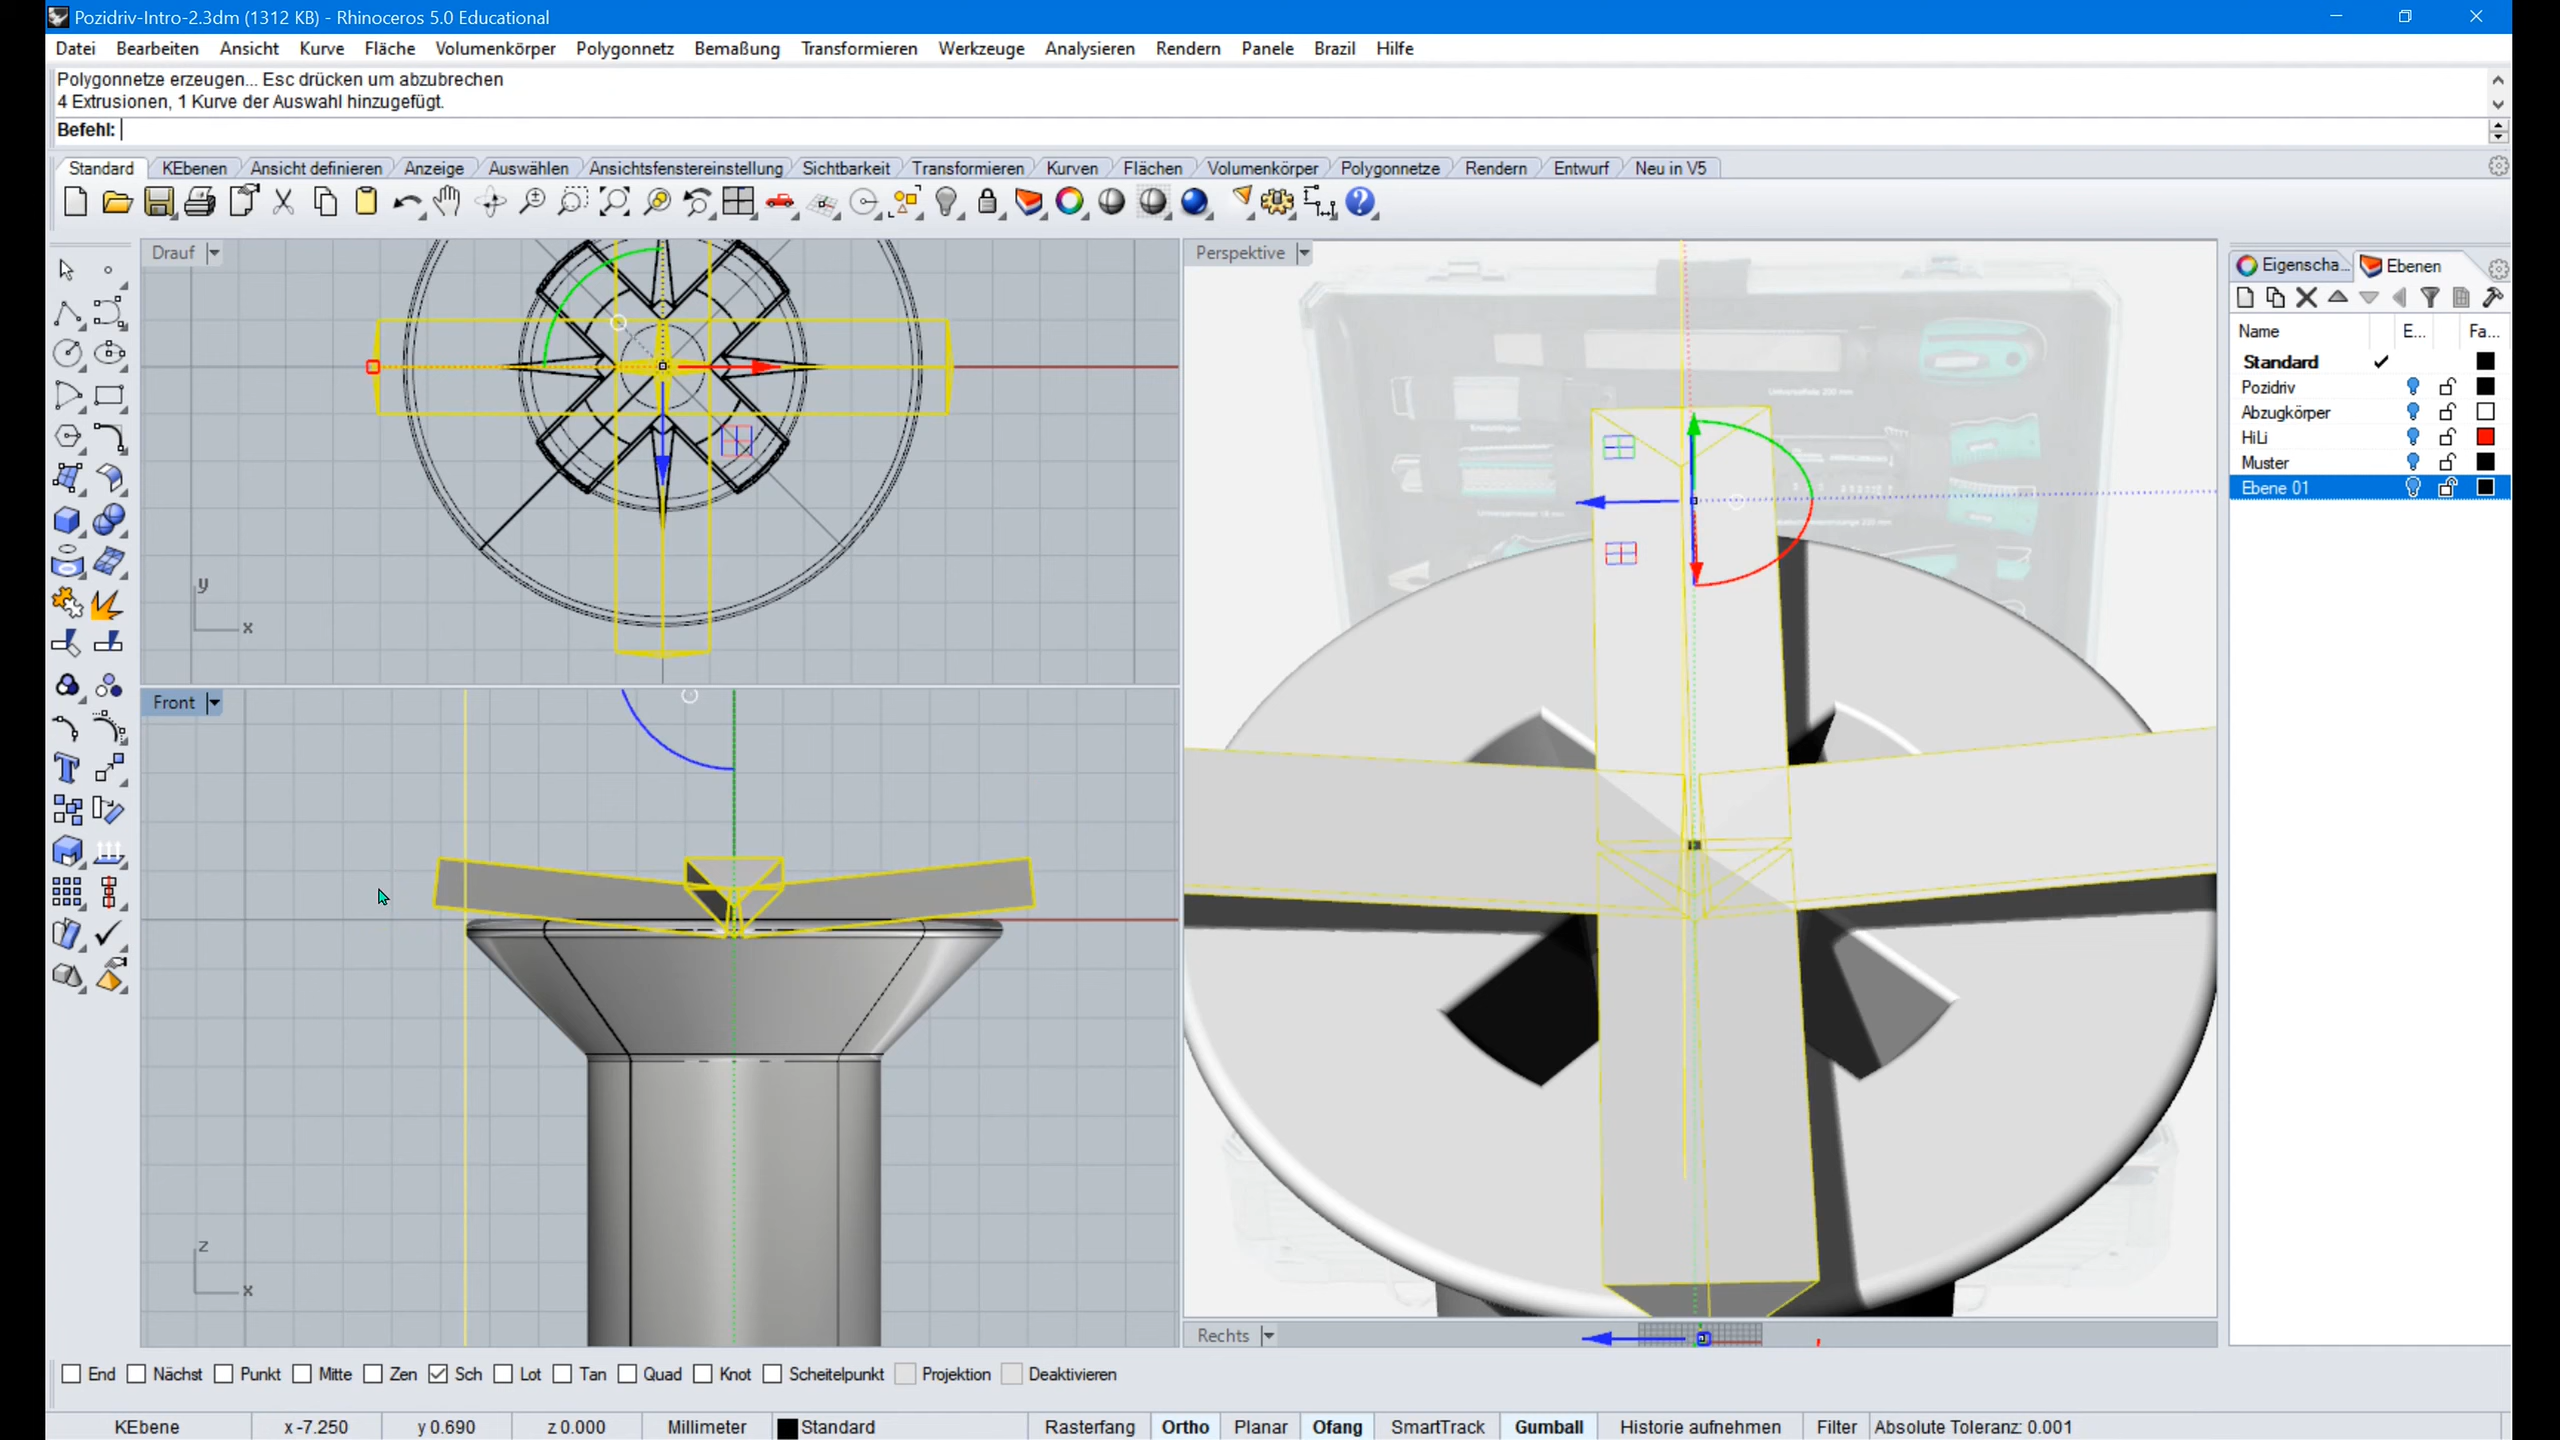 Pozidriv-Intro-2.3dm (1312 KB) - Rhinoceros 5.0 Educational
Datei Bearbeiten Ansicht Kurve Fläche Volumenkörper Polygonnetz Bemaßung Transformieren Werkzeuge Analysieren Rendern Panele Brazil Hilfe
Polygonnetze erzeugen... Esc drücken um abzubrechen
4 Extrusionen, 1 Kurve der Auswahl hinzugefügt.
Befehl:
Standard KEbenen Ansicht definieren Anzeige Auswählen Ansichtsfenstereinstellung Sichtbarkeit Transformieren Kurven Flächen Volumenkörper Polygonnetze Rendern Entwurf Neu in V5
Drauf
Perspektive
Eigenscha... Ebenen
Name E... Fa...
Standard
Pozidriv
Abzugkörper
HiLi
Muster
Ebene 01
y
x
Front
z
x
Rechts
End Nächst Punkt Mitte Zen Sch Lot Tan Quad Knot Scheitelpunkt Projektion Deaktivieren
KEbene x -7.250 y 0.690 z 0.000 Millimeter Standard Rasterfang Ortho Planar Ofang SmartTrack Gumball Historie aufnehmen Filter Absolute Toleranz: 0.001